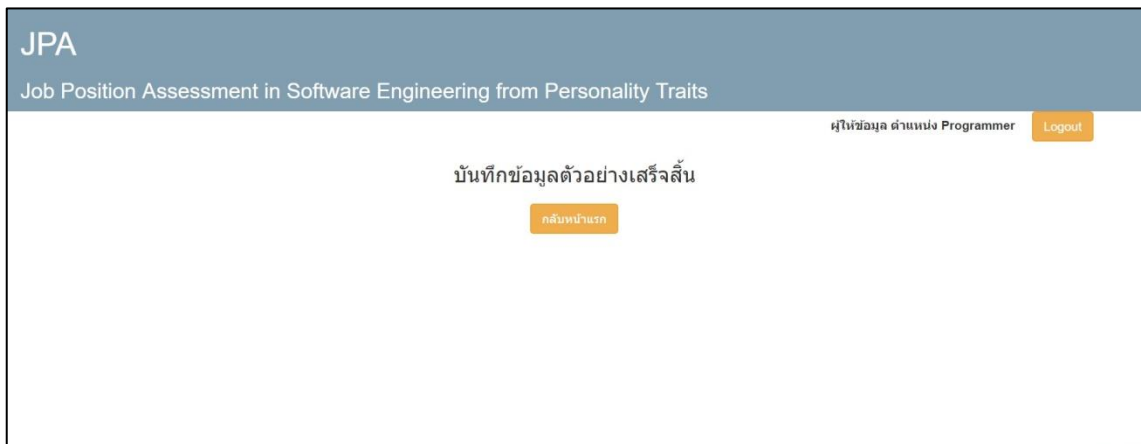 JPA
Job Position Assessment in Software Engineering from Personality Traits
ผู้ให้ข้อมูล ตำแหน่ง Programmer
Logout
บันทึกข้อมูลตัวอย่างเสร็จสิ้น
กลับหน้าแรก